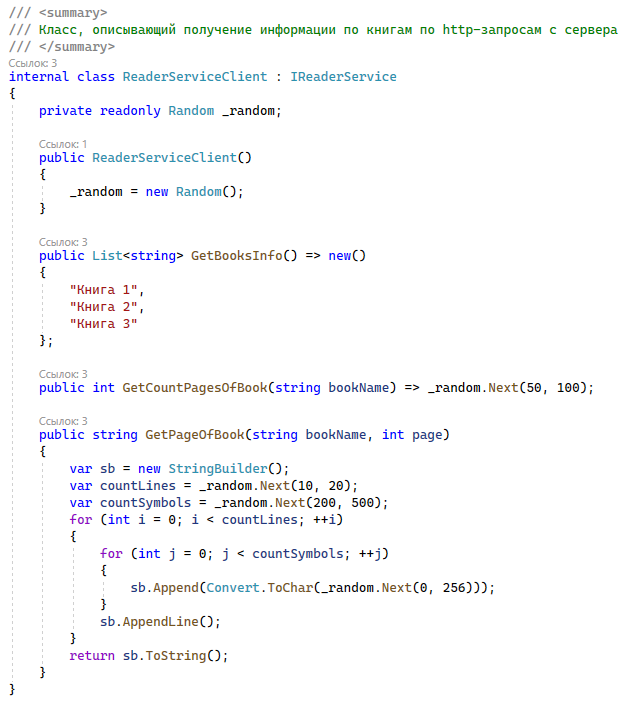 /// <summary>
/// Класс, описывающий получение информации по книгам по http-запросам с сервера
/// </summary>
Ссылок: 3
internal class ReaderServiceClient : IReaderService
{
    private readonly Random _random;

    Ссылок: 1
    public ReaderServiceClient()
    {
        _random = new Random();
    }

    Ссылок: 3
    public List<string> GetBooksInfo() => new()
    {
        "Книга 1",
        "Книга 2",
        "Книга 3"
    };

    Ссылок: 3
    public int GetCountPagesOfBook(string bookName) => _random.Next(50, 100);

    Ссылок: 3
    public string GetPageOfBook(string bookName, int page)
    {
        var sb = new StringBuilder();
        var countLines = _random.Next(10, 20);
        var countSymbols = _random.Next(200, 500);
        for (int i = 0; i < countLines; ++i)
        {
            for (int j = 0; j < countSymbols; ++j)
            {
                sb.Append(Convert.ToChar(_random.Next(0, 256)));
            }
            sb.AppendLine();
        }
        return sb.ToString();
    }
}